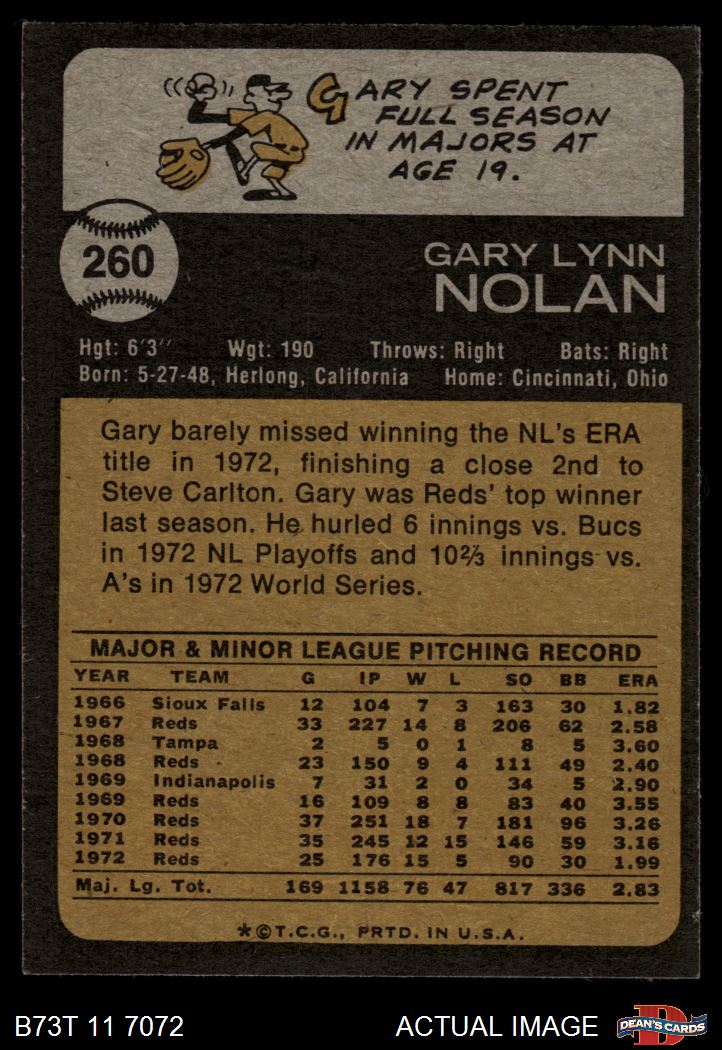 GARY SPENT
FULL SEASON
IN MAJORS AT
AGE 19.
260
GARY LYNN
NOLAN
Hgt: 6'3" Wgt: 190 Throws: Right Bats: Right
Born: 5-27-48, Herlong, California Home: Cincinnati, Ohio
Gary barely missed winning the NL's ERA
title in 1972, finishing a close 2nd to
Steve Carlton. Gary was Reds' top winner
last season. He hurled 6 innings vs. Bucs
in 1972 NL Playoffs and 10⅔ innings vs.
A's in 1972 World Series.
MAJOR & MINOR LEAGUE PITCHING RECORD
YEAR TEAM G IP W L SO BB ERA
1966 Sioux Falls 12 104 7 3 163 30 1.82
1967 Reds 33 227 14 8 206 62 2.58
1968 Tampa 2 5 0 1 8 5 3.60
1968 Reds 23 150 9 4 111 49 2.40
1969 Indianapolis 7 31 2 0 34 5 2.90
1969 Reds 16 109 8 8 83 40 3.55
1970 Reds 37 251 18 7 181 96 3.26
1971 Reds 35 245 12 15 146 59 3.16
1972 Reds 25 176 15 5 90 30 1.99
Maj. Lg. Tot. 169 1158 76 47 817 336 2.83
*©T.C.G., PRTD. IN U.S.A.
B73T 11 7072 ACTUAL IMAGE D DEAN'S CARDS